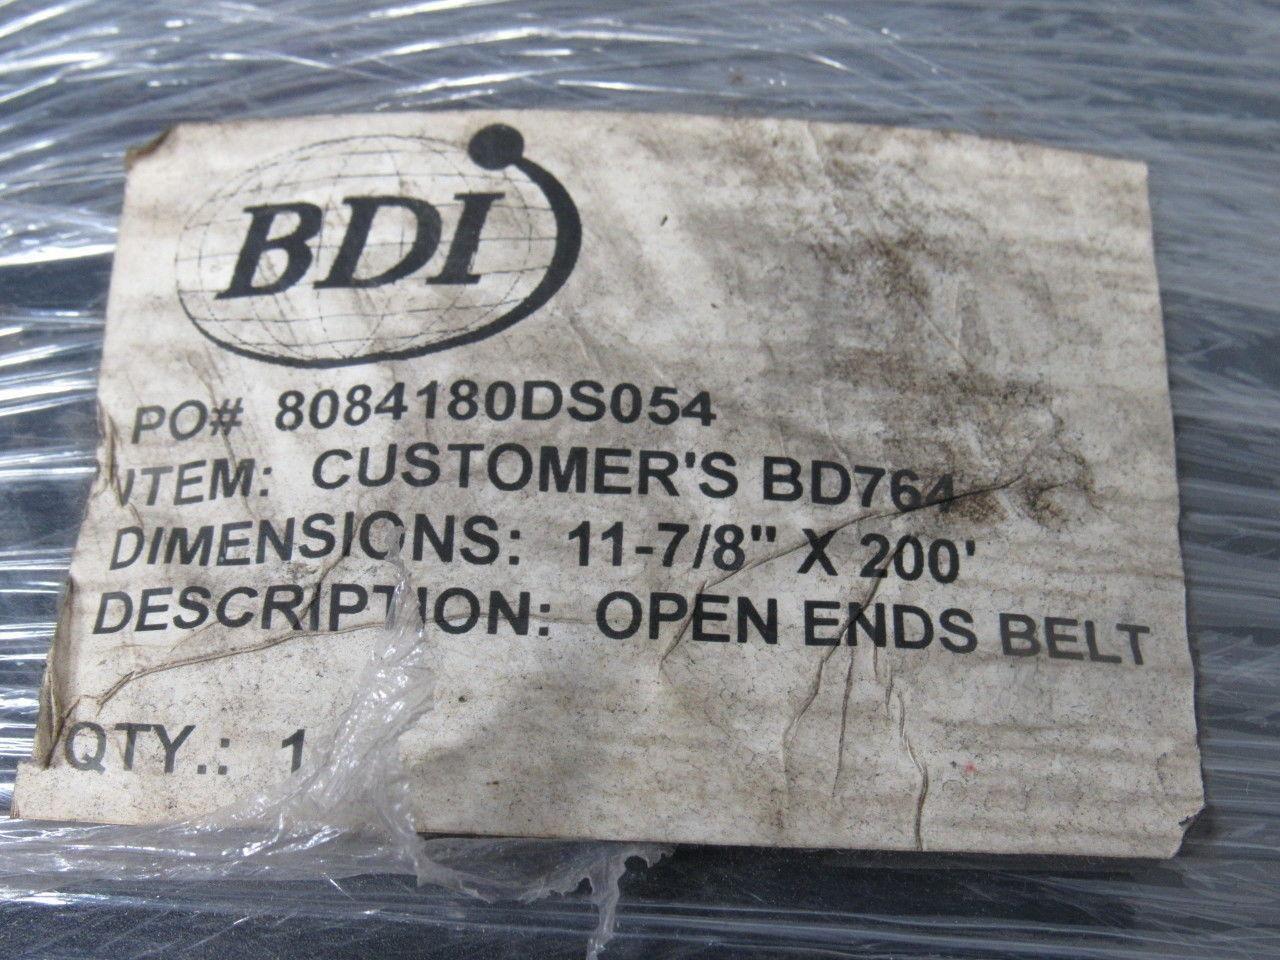 BDI
PO# 8084180DS054
ITEM: CUSTOMER'S BD764
DIMENSIONS: 11-7/8" X 200'
DESCRIPTION: OPEN ENDS BELT
QTY.: 1